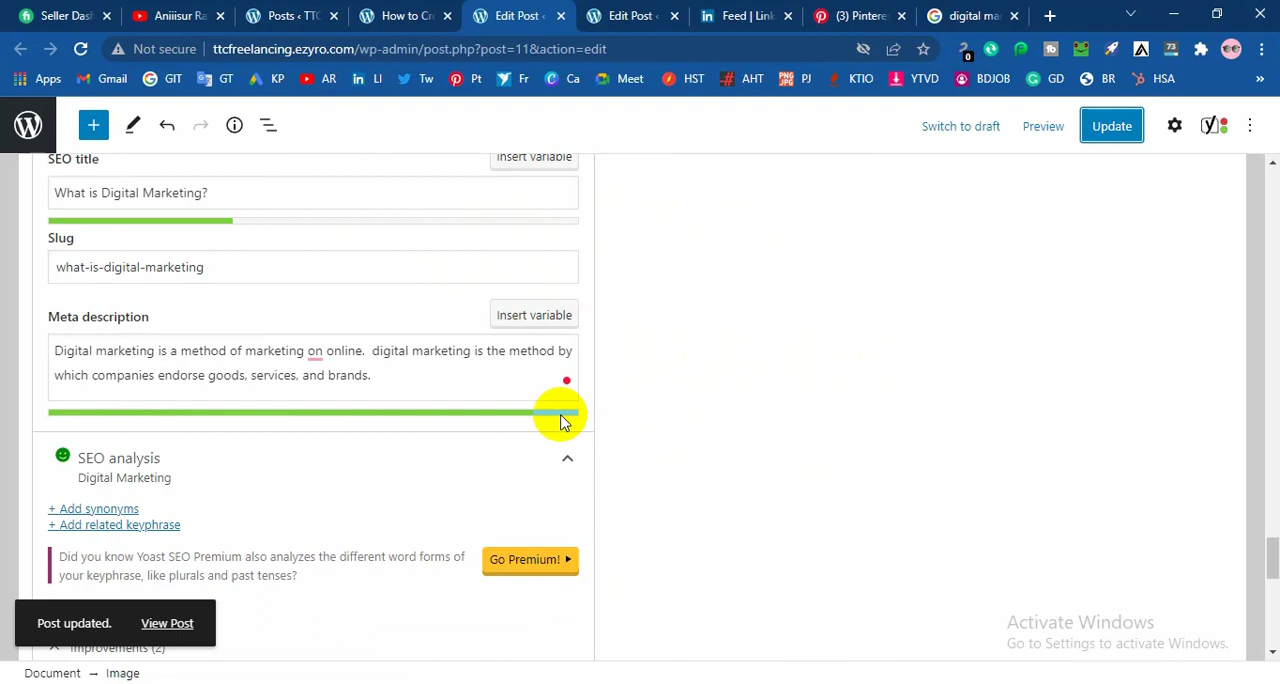 Seller Das
Aniiisur Ra
Posts ‹ TTC
How to Cr
Edit Post ‹
Edit Post ‹
Feed | Link
(3) Pintere
digital ma
Not secure
ttcfreelancing.ezyro.com/wp-admin/post.php?post=11&action=edit
0
73
Apps
Gmail
GIT
GT
KP
AR
LI
Tw
Pt
Fr
Ca
Meet
HST
AHT
PJ
KTIO
YTVD
BDJOB
GD
BR
HSA
»
Switch to draft
Preview
Update
SEO title
Insert variable
What is Digital Marketing?
Slug
what-is-digital-marketing
Meta description
Insert variable
Digital marketing is a method of marketing on online.  digital marketing is the method by
which companies endorse goods, services, and brands.
SEO analysis
Digital Marketing
+ Add synonyms
+ Add related keyphrase
Did you know Yoast SEO Premium also analyzes the different word forms of
your keyphrase, like plurals and past tenses?
Go Premium!
Post updated.
View Post
Improvements (2)
Activate Windows
Go to Settings to activate Windows.
Document → Image